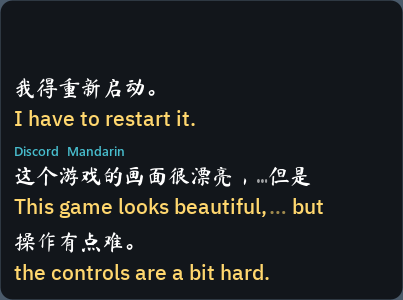 我得重新启动。
I have to restart it.
Discord Mandarin
这个游戏的画面很漂亮，…但是
This game looks beautiful,… but
操作有点难。
the controls are a bit hard.